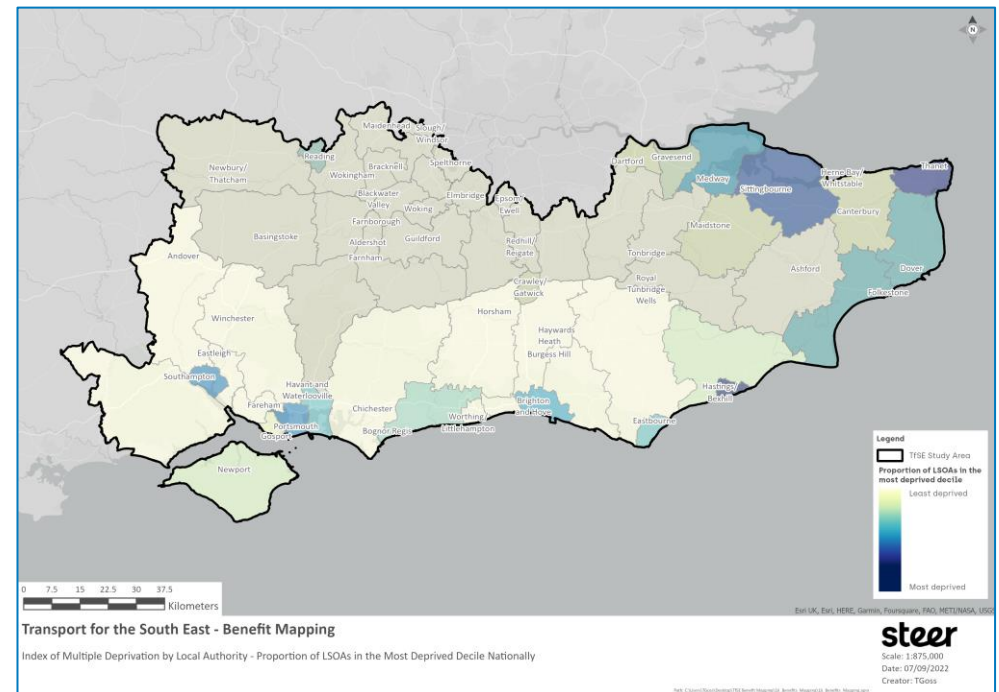 N
Maidenhead
Slough/
Windsor
Reading
Newbury/
Thatcham
Wokingham
Bracknell
Spelthorne
Dartford
Gravesend
Medway
Sittingbourne
Herne Bay/
Whitstable
Thanet
Blackwater
Valley
Elmbridge
Epsom/
Ewell
Woking
Farnborough
Canterbury
Basingstoke
Aldershot
Guildford
Redhill/
Reigate
Maidstone
Farnham
Tonbridge
Andover
Ashford
Dover
Crawley/
Gatwick
Royal
Tunbridge
Wells
Folkestone
Winchester
Horsham
Haywards
Heath
Burgess Hill
Eastleigh
Southampton
Havant and
Waterlooville
Hastings/
Bexhill
Fareham
Chichester
Brighton
and Hove
Portsmouth
Gosport
Bognor Regis
Worthing/
Littlehampton
Eastbourne
Newport
Legend
TfSE Study Area
Proportion of LSOAs in the
most deprived decile
Least deprived
Most deprived
0 7.5 15 22.5 30 37.5
Kilometers
Esri UK, Esri, HERE, Garmin, Foursquare, FAO, METI/NASA, USGS
Transport for the South East - Benefit Mapping
Index of Multiple Deprivation by Local Authority - Proportion of LSOAs in the Most Deprived Decile Nationally
steer
Scale: 1:875,000
Date: 07/09/2022
Creator: TGoss